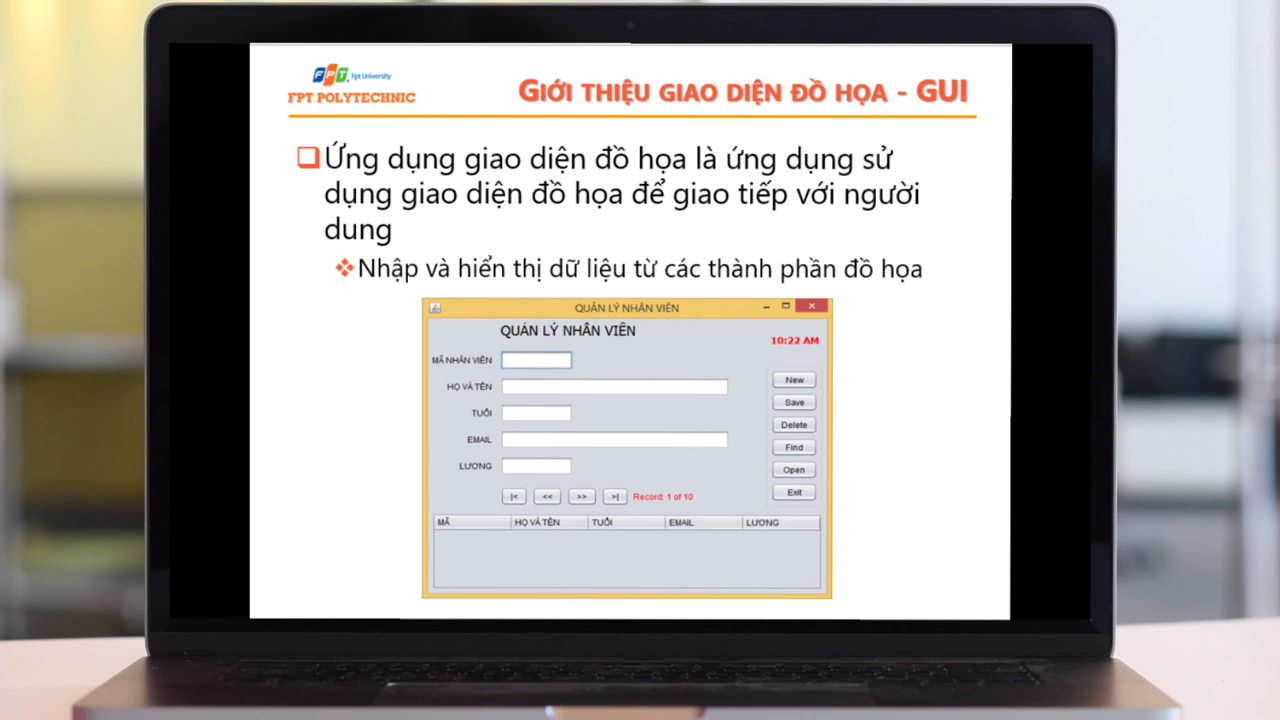 FPT. Fpt University
FPT POLYTECHNIC
GIỚI THIỆU GIAO DIỆN ĐỒ HỌA - GUI
Ứng dụng giao diện đồ họa là ứng dụng sử
dụng giao diện đồ họa để giao tiếp với người
dung
Nhập và hiển thị dữ liệu từ các thành phần đồ họa
QUẢN LÝ NHÂN VIÊN
QUẢN LÝ NHÂN VIÊN
10:22 AM
MÃ NHÂN VIÊN
HỌ VÀ TÊN
TUỔI
EMAIL
LƯƠNG
New
Save
Delete
Find
Open
Exit
|< << >> >| Record: 1 of 10
MÃ HỌ VÀ TÊN TUỔI EMAIL LƯƠNG